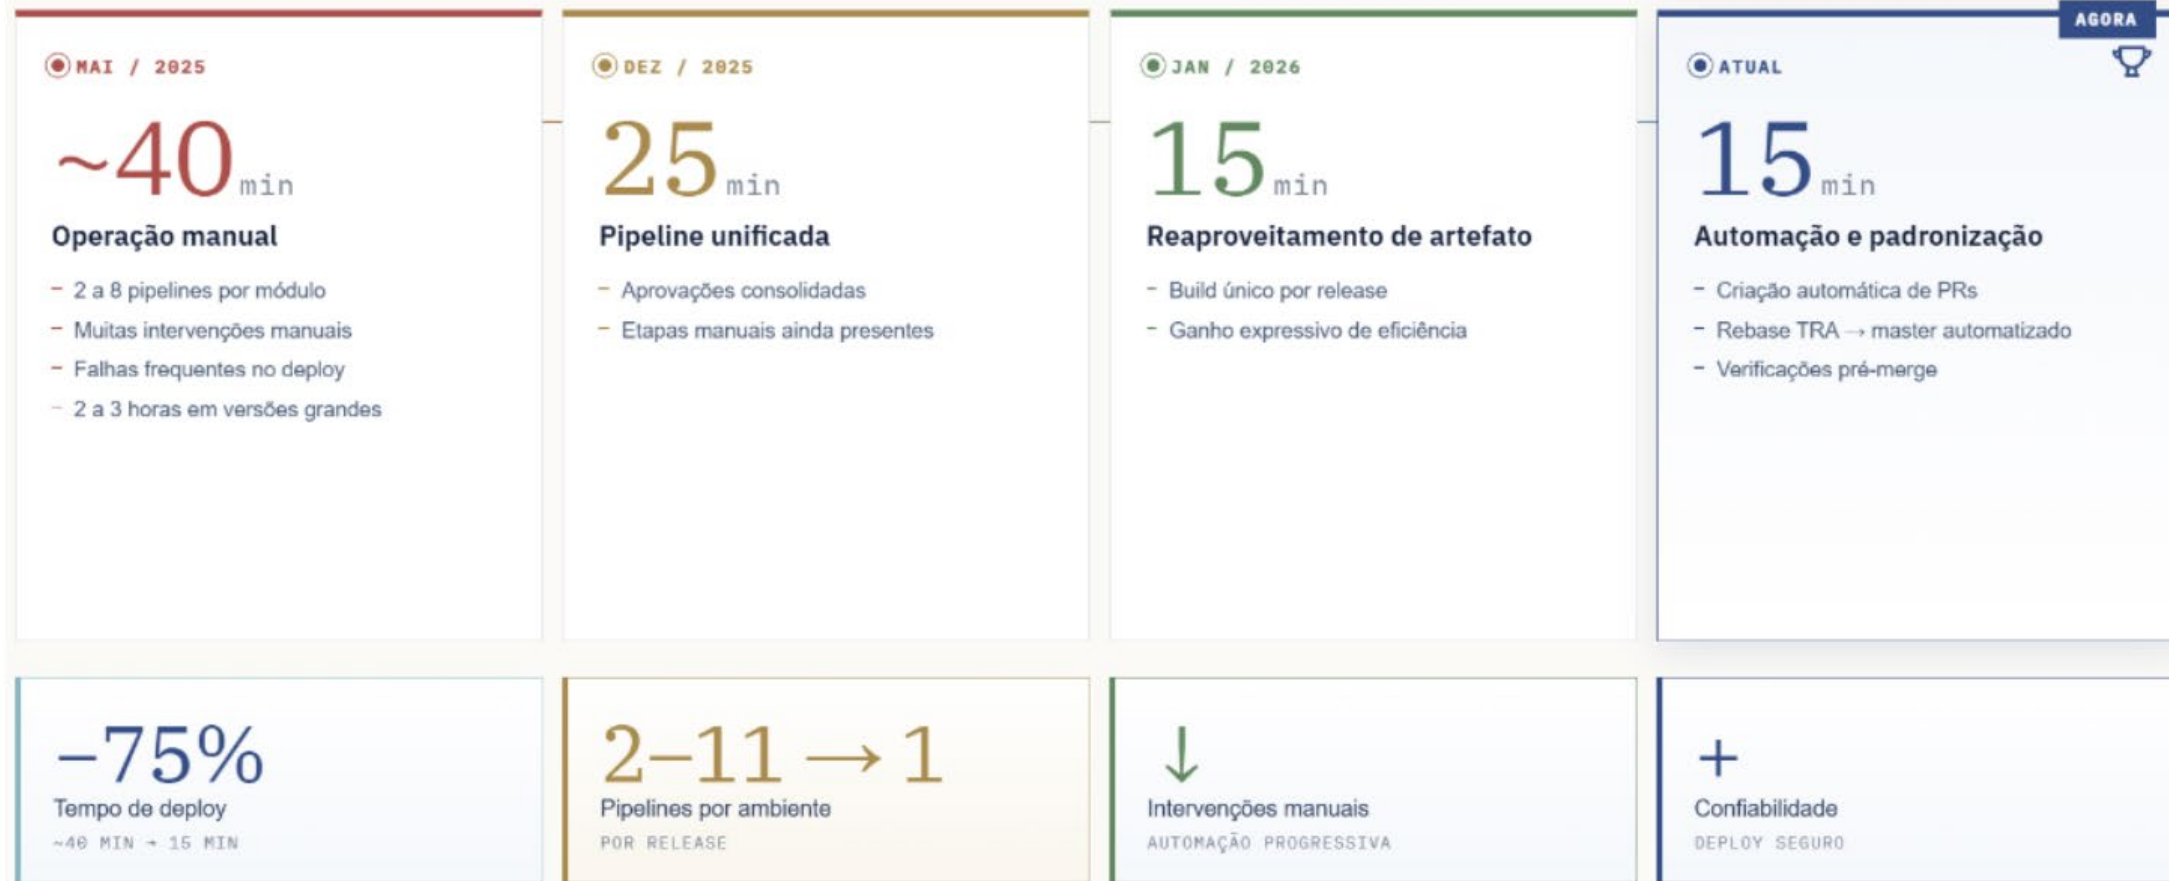 AGORA
MAI / 2025
~40 min
Operação manual
– 2 a 8 pipelines por módulo
– Muitas intervenções manuais
– Falhas frequentes no deploy
– 2 a 3 horas em versões grandes
DEZ / 2025
25 min
Pipeline unificada
– Aprovações consolidadas
– Etapas manuais ainda presentes
JAN / 2026
15 min
Reaproveitamento de artefato
– Build único por release
– Ganho expressivo de eficiência
ATUAL
15 min
Automação e padronização
– Criação automática de PRs
– Rebase TRA → master automatizado
– Verificações pré-merge
−75%
Tempo de deploy
~40 MIN → 15 MIN
2–11 → 1
Pipelines por ambiente
POR RELEASE
↓
Intervenções manuais
AUTOMAÇÃO PROGRESSIVA
+
Confiabilidade
DEPLOY SEGURO